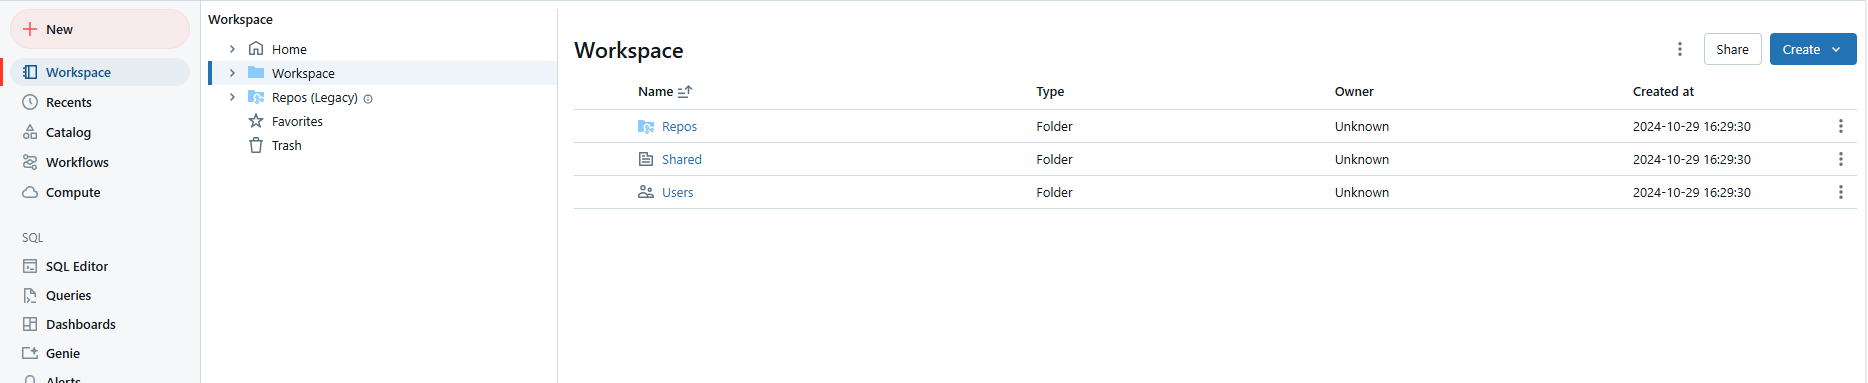 New
Workspace
Recents
Catalog
Workflows
Compute
SQL
SQL Editor
Queries
Dashboards
Genie
Alerts
Workspace
Home
Workspace
Repos (Legacy)
Favorites
Trash
Workspace
Share
Create
Name Type Owner Created at
Repos Folder Unknown 2024-10-29 16:29:30
Shared Folder Unknown 2024-10-29 16:29:30
Users Folder Unknown 2024-10-29 16:29:30